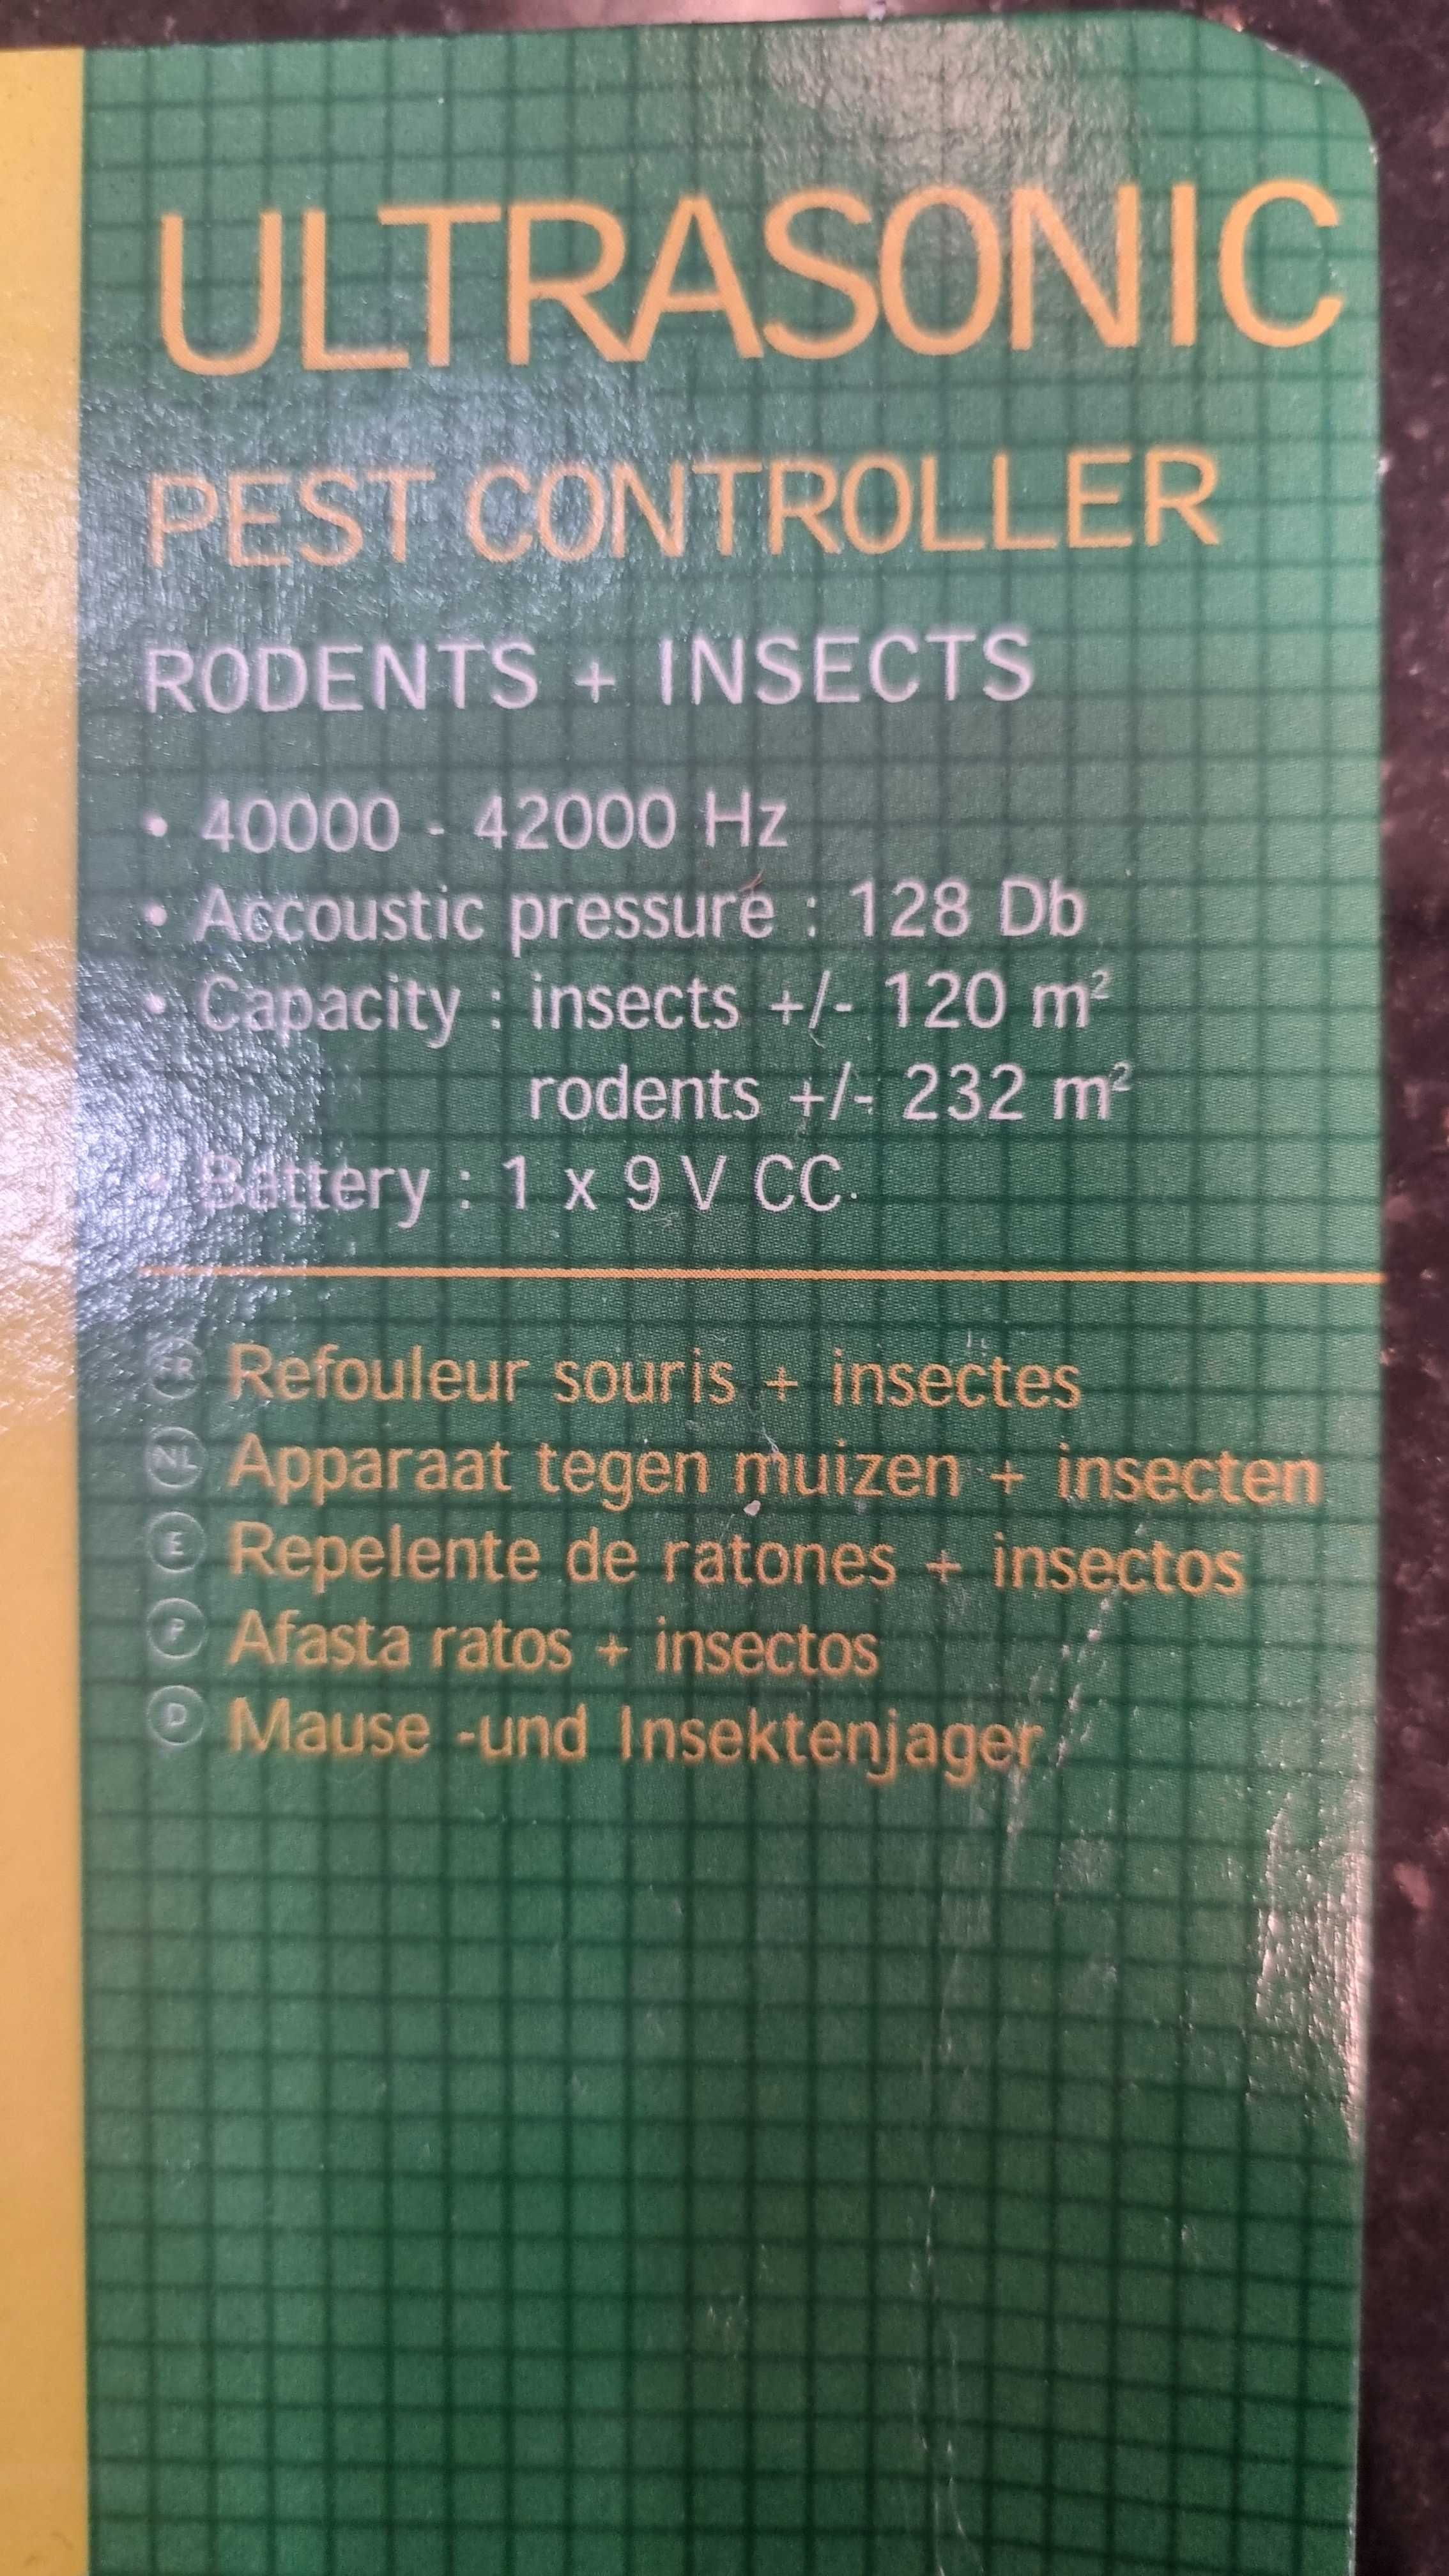 ULTRASONIC
PEST CONTROLLER
RODENTS + INSECTS
• 40000 - 42000 Hz
• Accoustic pressure : 128 Db
• Capacity : insects +/- 120 m²
rodents +/- 232 m²
• Battery : 1 x 9 V CC.
FR Refouleur souris + insectes
NL Apparaat tegen muizen + insecten
E Repelente de ratones + insectos
P Afasta ratos + insectos
D Mause -und Insektenjager